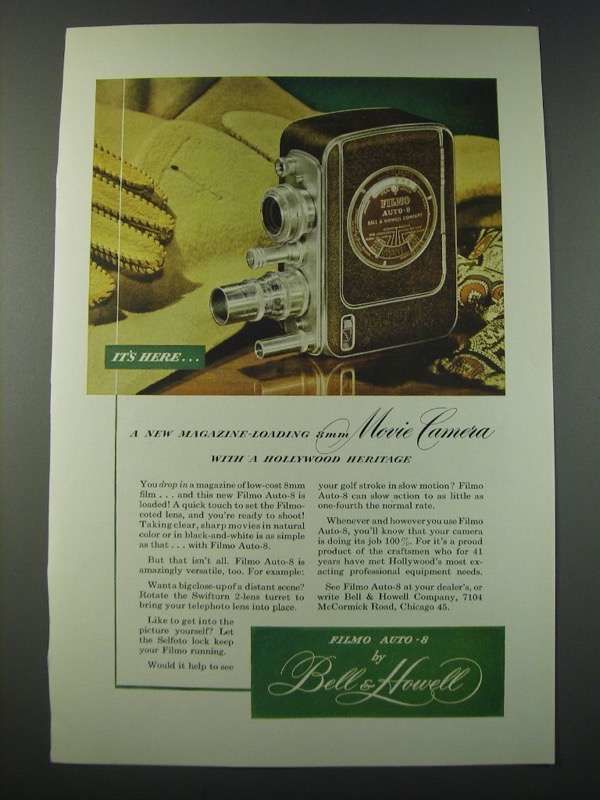 FILMO
AUTO-8
BELL & HOWELL COMPANY
IT'S HERE...
A NEW MAGAZINE-LOADING 8mm Movie Camera
WITH A HOLLYWOOD HERITAGE
You drop in a magazine of low-cost 8mm
film . . . and this new Filmo Auto-8 is
loaded! A quick touch to set the Filmo-
coted lens, and you're ready to shoot!
Taking clear, sharp movies in natural
color or in black-and-white is as simple
as that . . . with Filmo Auto-8.
But that isn't all. Filmo Auto-8 is
amazingly versatile, too. For example:
Want a big close-up of a distant scene?
Rotate the Swifturn 2-lens turret to
bring your telephoto lens into place.
Like to get into the
picture yourself? Let
the Selfoto lock keep
your Filmo running.
Would it help to see
your golf stroke in slow motion? Filmo
Auto-8 can slow action to as little as
one-fourth the normal rate.
Whenever and however you use Filmo
Auto-8, you'll know that your camera
is doing its job 100%. For it's a proud
product of the craftsmen who for 41
years have met Hollywood's most ex-
acting professional equipment needs.
See Filmo Auto-8 at your dealer's, or
write Bell & Howell Company, 7104
McCormick Road, Chicago 45.
FILMO AUTO-8
by
Bell & Howell